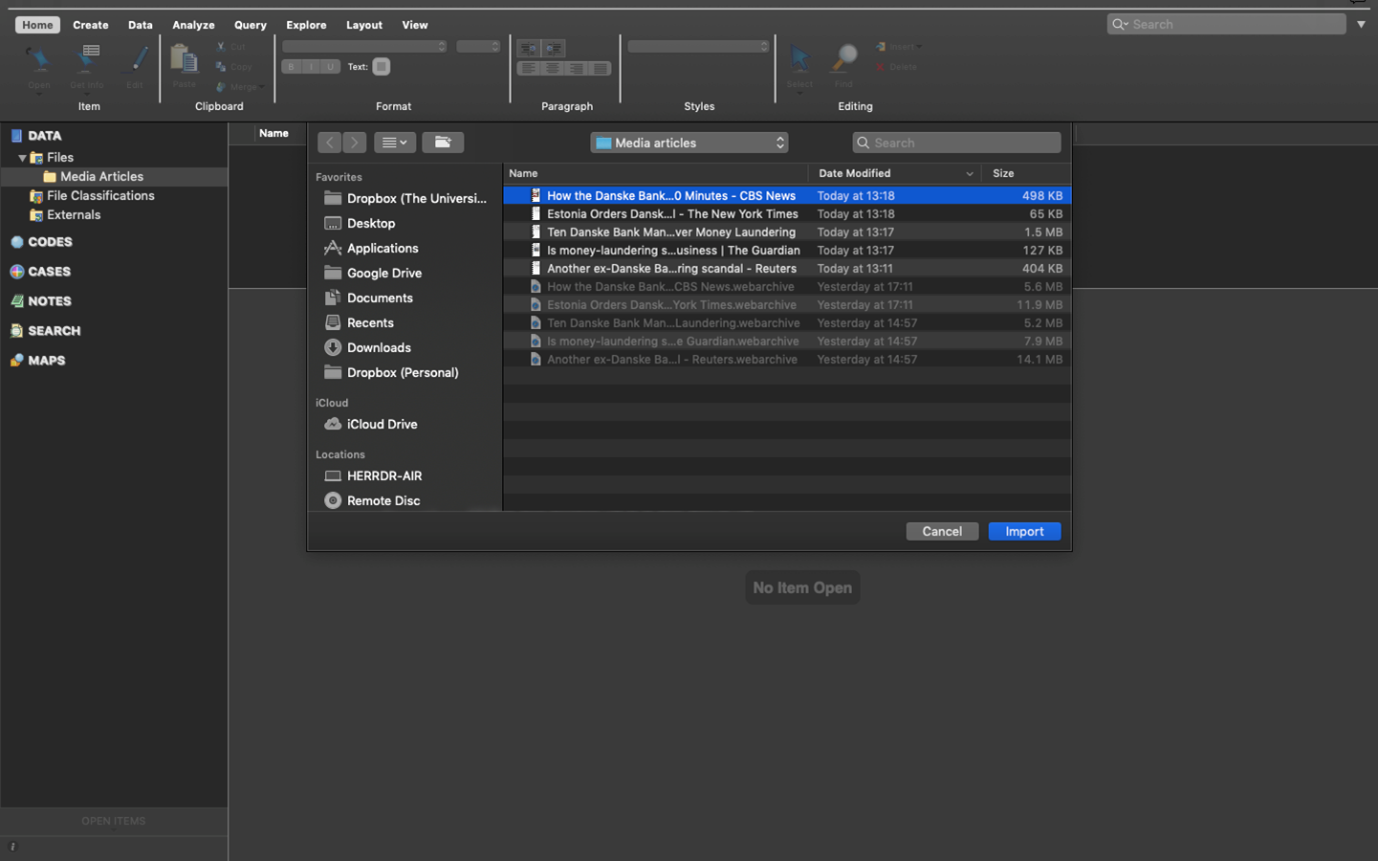 Home Create Data Analyze Query Explore Layout View
Search
Cut
Copy
Merge
Open Get Info Edit Paste
B I U Text:
Select Find
Insert
Delete
Item Clipboard Format Paragraph Styles Editing
DATA
Files
Media Articles
File Classifications
Externals
CODES
CASES
NOTES
SEARCH
MAPS
OPEN ITEMS
Name
Media articles
Search
Favorites
Dropbox (The Universi...
Desktop
Applications
Google Drive
Documents
Recents
Downloads
Dropbox (Personal)
iCloud
iCloud Drive
Locations
HERRDR-AIR
Remote Disc
Name Date Modified Size
How the Danske Bank...0 Minutes - CBS News Today at 13:18 498 KB
Estonia Orders Dansk...l - The New York Times Today at 13:18 65 KB
Ten Danske Bank Man...ver Money Laundering Today at 13:17 1.5 MB
Is money-laundering s...usiness | The Guardian Today at 13:17 127 KB
Another ex-Danske Ba...ring scandal - Reuters Today at 13:11 404 KB
How the Danske Bank...CBS News.webarchive Yesterday at 17:11 5.6 MB
Estonia Orders Dansk...York Times.webarchive Yesterday at 17:11 11.9 MB
Ten Danske Bank Man...Laundering.webarchive Yesterday at 14:57 5.2 MB
Is money-laundering s...e Guardian.webarchive Yesterday at 14:57 7.9 MB
Another ex-Danske Ba...l - Reuters.webarchive Yesterday at 14:57 14.1 MB
Cancel Import
No Item Open